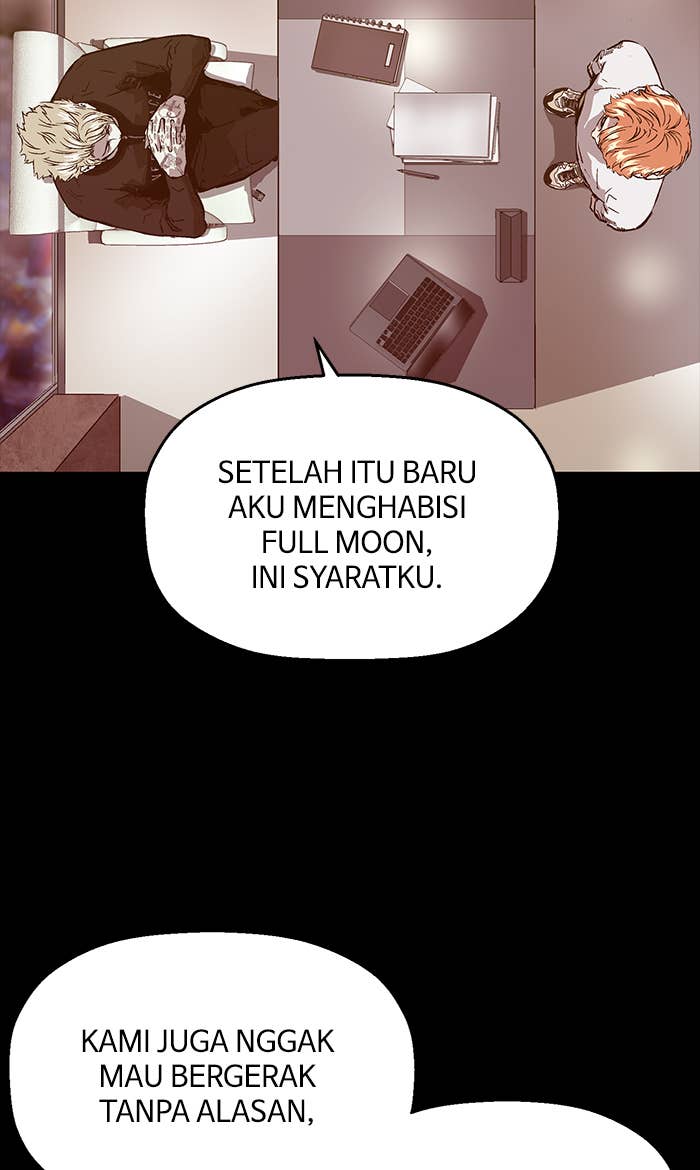 SETELAH ITU BARU
AKU MENGHABISI
FULL MOON,
INI SYARATKU.
KAMI JUGA NGGAK
MAU BERGERAK
TANPA ALASAN,